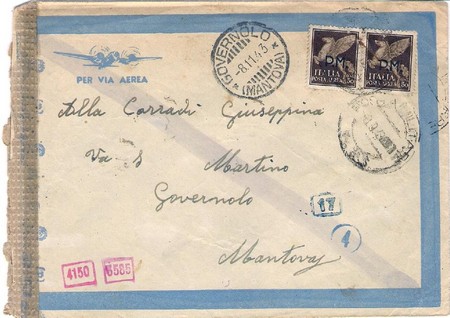 PER VIA AEREA
GOVERNOLO
-8.11.43
*(MANTOVA)*
P.M. P.M.
ITALIA ITALIA
Alla Corradi Giuseppina
Via S Martino
Governolo
Mantova
17
4
4150 6585